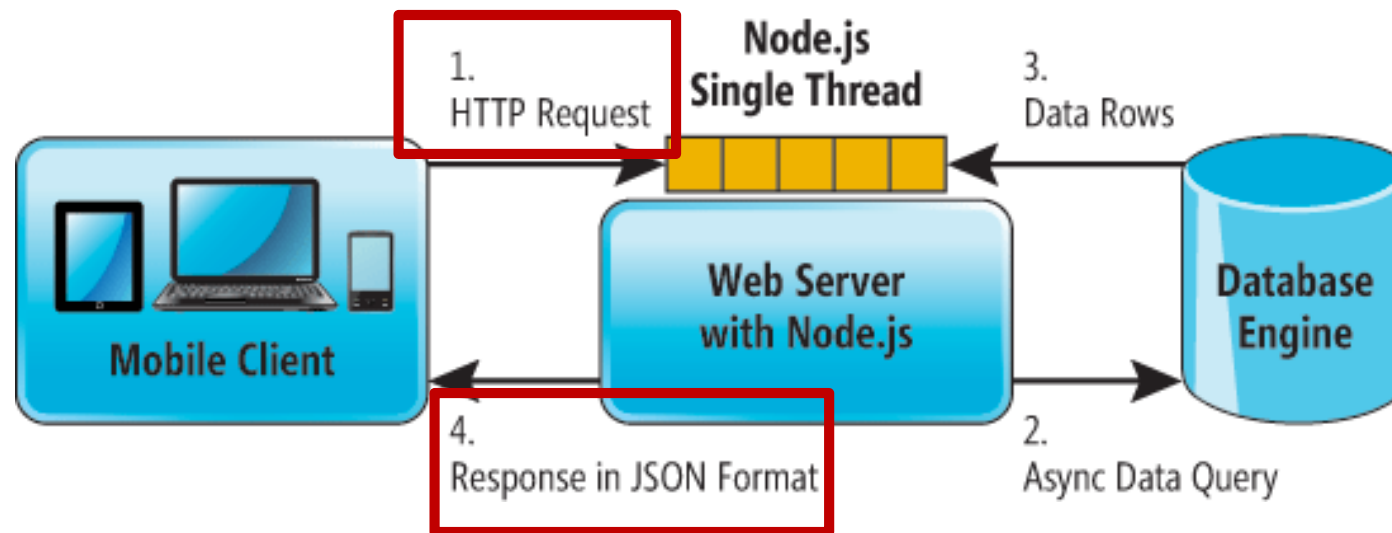 1.
HTTP Request
Node.js
Single Thread
3.
Data Rows
Mobile Client
Web Server
with Node.js
Database
Engine
4.
Response in JSON Format
2.
Async Data Query